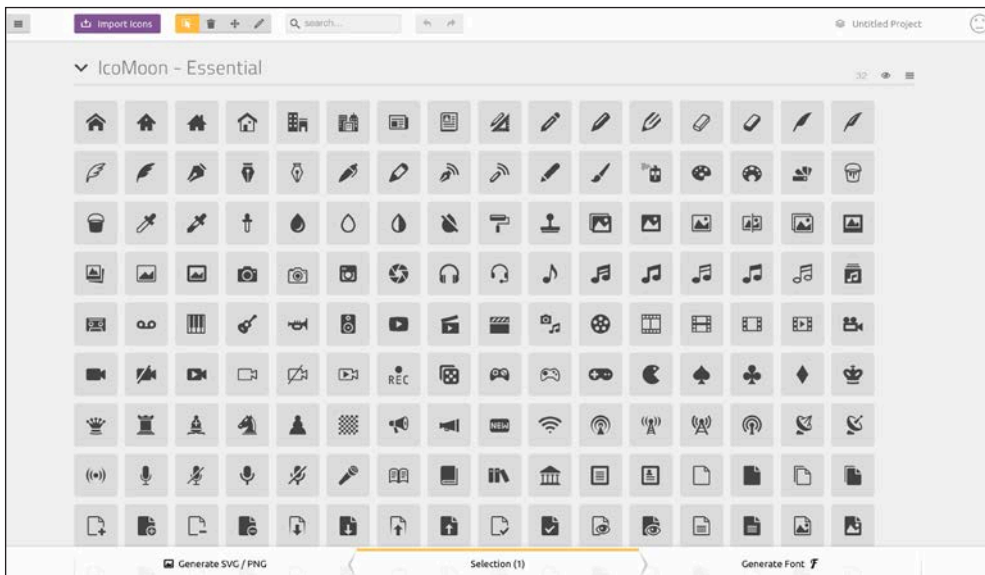 Import Icons search... Untitled Project
IcoMoon - Essential 32
REC
NEW
Generate SVG / PNG Selection (1) Generate Font